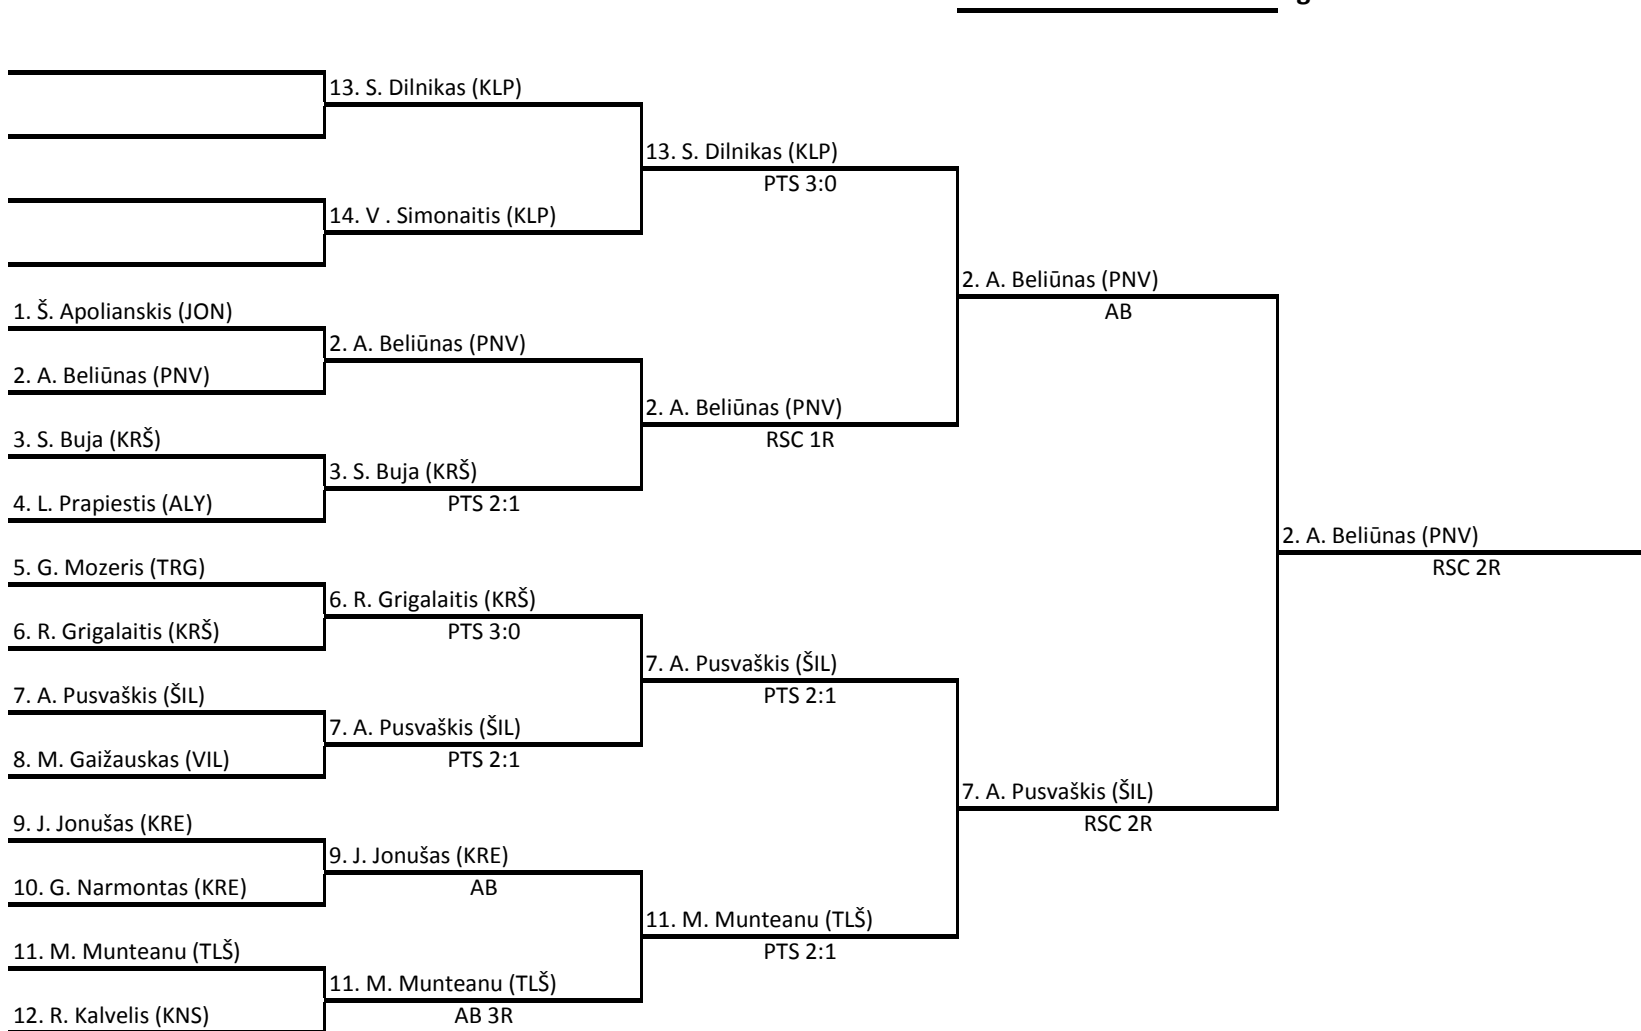 13. S. Dilnikas (KLP)
13. S. Dilnikas (KLP)
PTS 3:0
14. V . Simonaitis (KLP)
2. A. Beliūnas (PNV)
AB
1. Š. Apolianskis (JON)
2. A. Beliūnas (PNV)
2. A. Beliūnas (PNV)
2. A. Beliūnas (PNV)
RSC 1R
3. S. Buja (KRŠ)
3. S. Buja (KRŠ)
4. L. Prapiestis (ALY)
PTS 2:1
2. A. Beliūnas (PNV)
RSC 2R
5. G. Mozeris (TRG)
6. R. Grigalaitis (KRŠ)
6. R. Grigalaitis (KRŠ)
PTS 3:0
7. A. Pusvaškis (ŠIL)
PTS 2:1
7. A. Pusvaškis (ŠIL)
7. A. Pusvaškis (ŠIL)
8. M. Gaižauskas (VIL)
PTS 2:1
7. A. Pusvaškis (ŠIL)
RSC 2R
9. J. Jonušas (KRE)
9. J. Jonušas (KRE)
10. G. Narmontas (KRE)
AB
11. M. Munteanu (TLŠ)
PTS 2:1
11. M. Munteanu (TLŠ)
11. M. Munteanu (TLŠ)
12. R. Kalvelis (KNS)
AB 3R